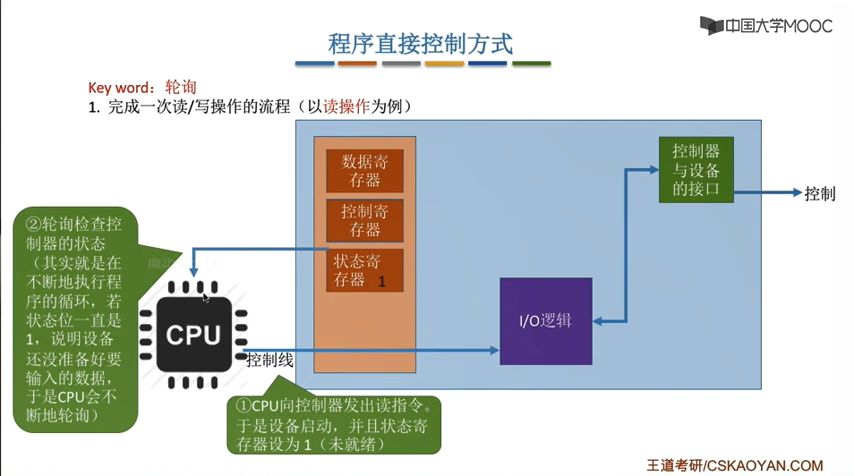 中国大学MOOC
程序直接控制方式
Key word：轮询
1. 完成一次读/写操作的流程（以读操作为例）
数据寄
存器
控制寄
存器
状态寄
存器 1
控制器
与设备
的接口
控制
I/O逻辑
②轮询检查控
制器的状态
（其实就是在
不断地执行程
序的循环，若
状态位一直是
1，说明设备
还没准备好要
输入的数据，
于是CPU会不
断地轮询）
CPU
控制线
①CPU向控制器发出读指令。
于是设备启动，并且状态寄
存器设为 1（未就绪）
王道考研/CSKAOYAN.COM